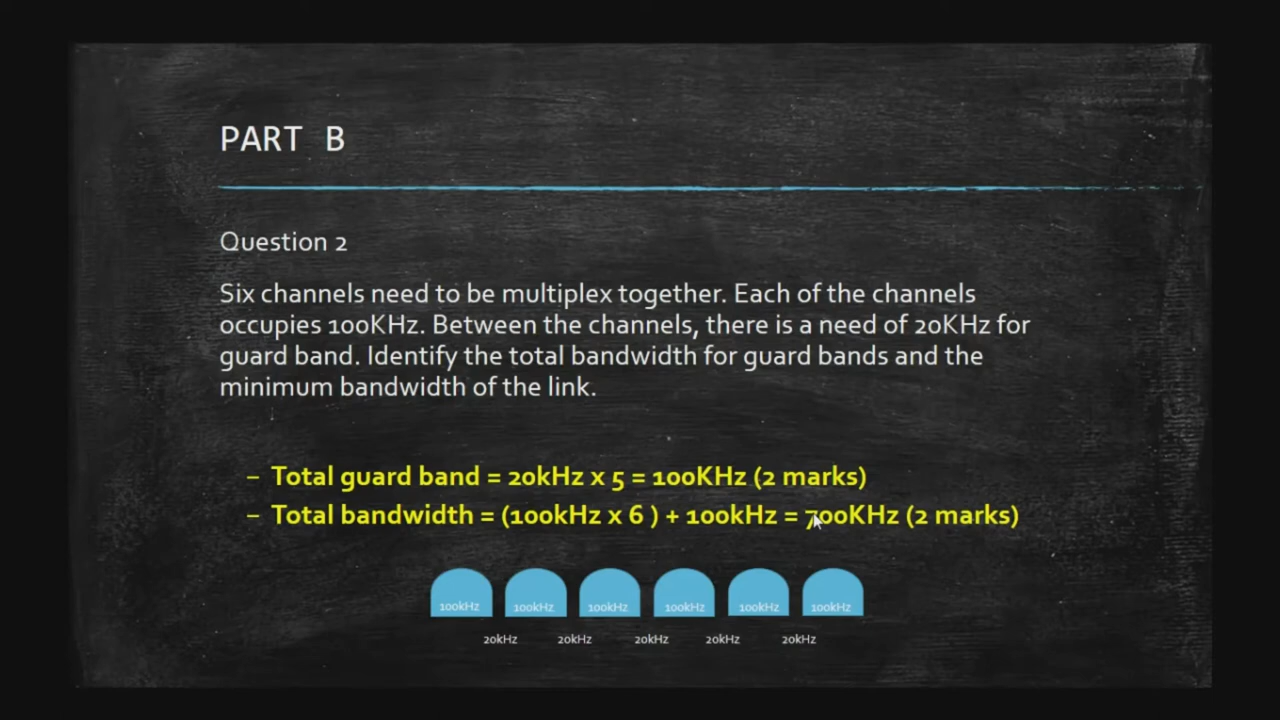 PART B
Question 2
Six channels need to be multiplex together. Each of the channels
occupies 100KHz. Between the channels, there is a need of 20KHz for
guard band. Identify the total bandwidth for guard bands and the
minimum bandwidth of the link.
– Total guard band = 20kHz x 5 = 100KHz (2 marks)
– Total bandwidth = (100kHz x 6 ) + 100kHz = 700KHz (2 marks)
100kHz 100kHz 100kHz 100kHz 100kHz 100kHz
20kHz 20kHz 20kHz 20kHz 20kHz